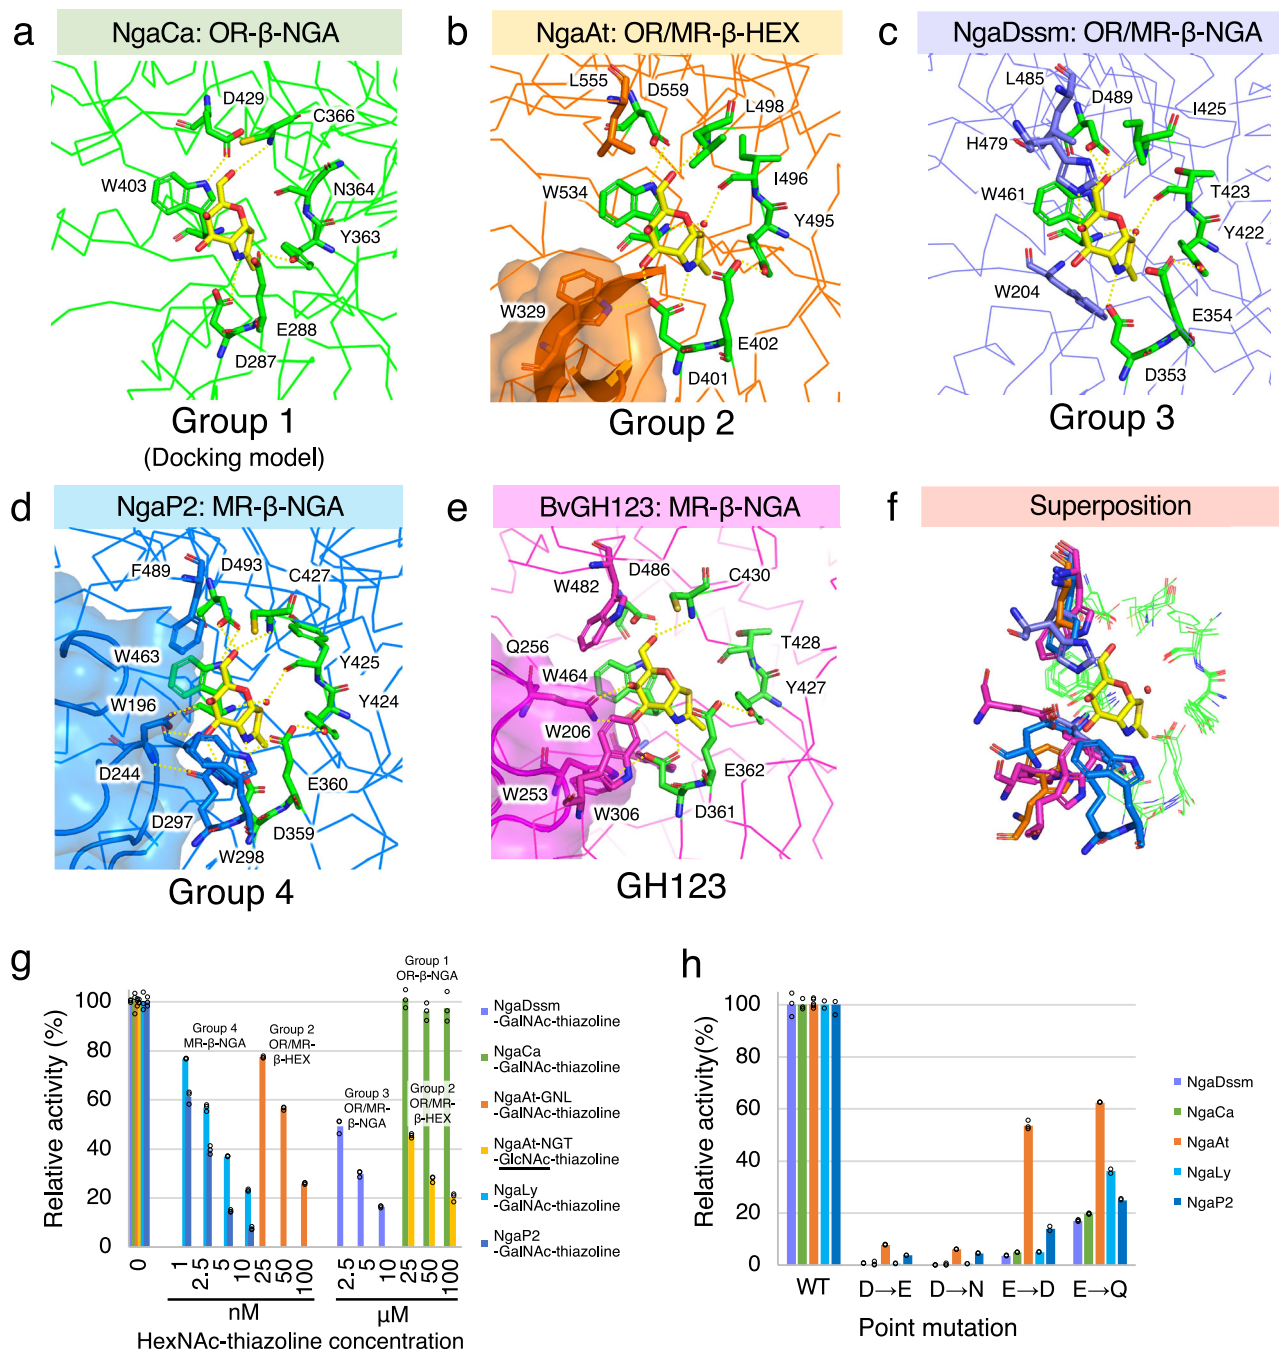 a
NgaCa: OR-β-NGA
D429
C366
W403
N364
Y363
E288
D287
Group 1
(Docking model)
b
NgaAt: OR/MR-β-HEX
L555
D559
L498
W534
I496
Y495
W329
E402
D401
Group 2
c
NgaDssm: OR/MR-β-NGA
L485
D489
I425
H479
W461
T423
Y422
W204
E354
D353
Group 3
d
NgaP2: MR-β-NGA
F489
D493
C427
W463
Y425
W196
Y424
D244
E360
D297
D359
W298
Group 4
e
BvGH123: MR-β-NGA
W482
D486
C430
Q256
T428
W464
Y427
W206
E362
W253
W306
D361
GH123
f
Superposition
g
Relative activity (%)
100
80
60
40
20
0
Group 4
MR-β-NGA
Group 2
OR/MR-
β-HEX
Group 3
OR/MR-
β-NGA
Group 1
OR-β-NGA
Group 2
OR/MR-
β-HEX
0 1 2.5 5 10 25 50 100 2.5 5 10 25 50 100
nM
μM
HexNAc-thiazoline concentration
NgaDssm
-GalNAc-thiazoline
NgaCa
-GalNAc-thiazoline
NgaAt-GNL
-GalNAc-thiazoline
NgaAt-NGT
-GlcNAc-thiazoline
NgaLy
-GalNAc-thiazoline
NgaP2
-GalNAc-thiazoline
h
Relative activity(%)
100
80
60
40
20
0
WT D→E D→N E→D E→Q
Point mutation
NgaDssm
NgaCa
NgaAt
NgaLy
NgaP2